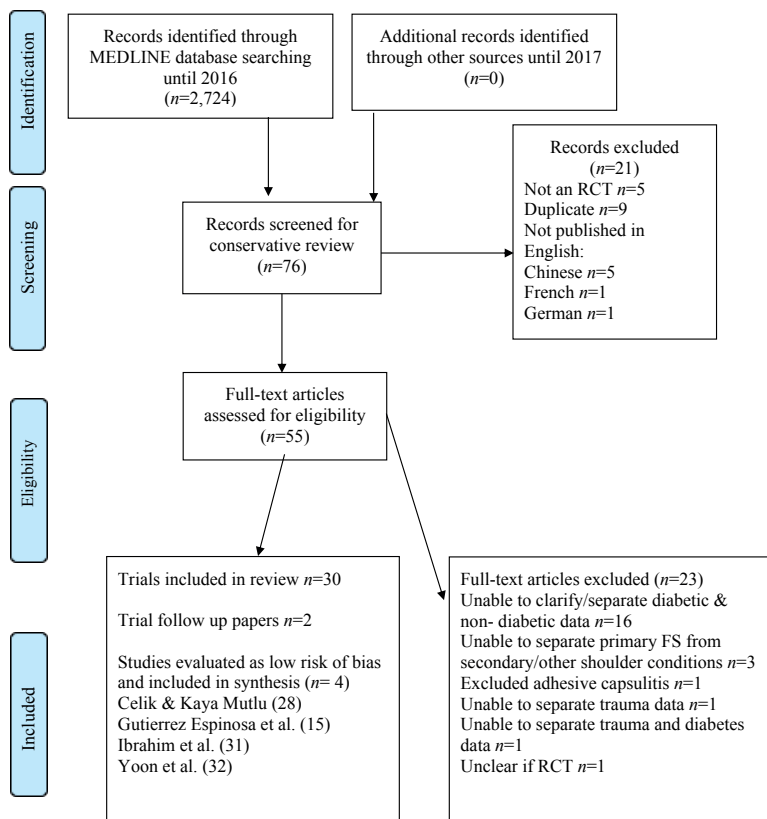 Identification
Records identified through
MEDLINE database searching
until 2016
(n=2,724)
Additional records identified
through other sources until 2017
(n=0)
Screening
Records screened for
conservative review
(n=76)
Records excluded
(n=21)
Not an RCT n=5
Duplicate n=9
Not published in
English:
Chinese n=5
French n=1
German n=1
Eligibility
Full-text articles
assessed for eligibility
(n=55)
Included
Trials included in review n=30
Trial follow up papers n=2
Studies evaluated as low risk of bias
and included in synthesis (n= 4)
Celik & Kaya Mutlu (28)
Gutierrez Espinosa et al. (15)
Ibrahim et al. (31)
Yoon et al. (32)
Full-text articles excluded (n=23)
Unable to clarify/separate diabetic &
non- diabetic data n=16
Unable to separate primary FS from
secondary/other shoulder conditions n=3
Excluded adhesive capsulitis n=1
Unable to separate trauma data n=1
Unable to separate trauma and diabetes
data n=1
Unclear if RCT n=1